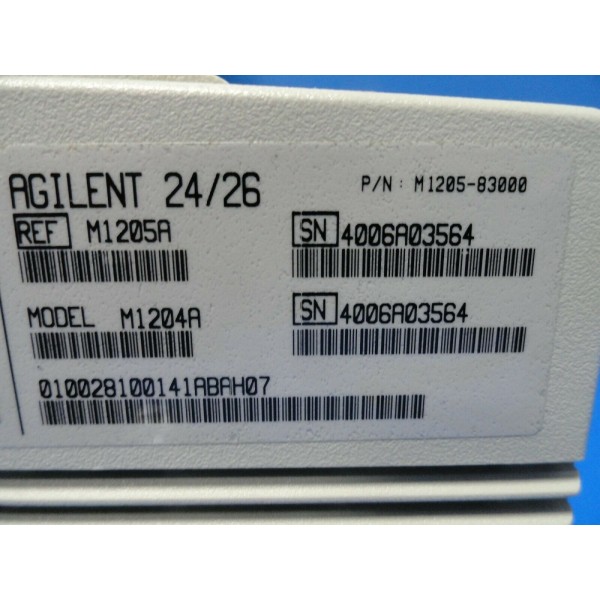 AGILENT 24/26
P/N: M1205-83000
REF M1205A
SN 4006A03564
MODEL M1204A
SN 4006A03564
010028100141ABAH07